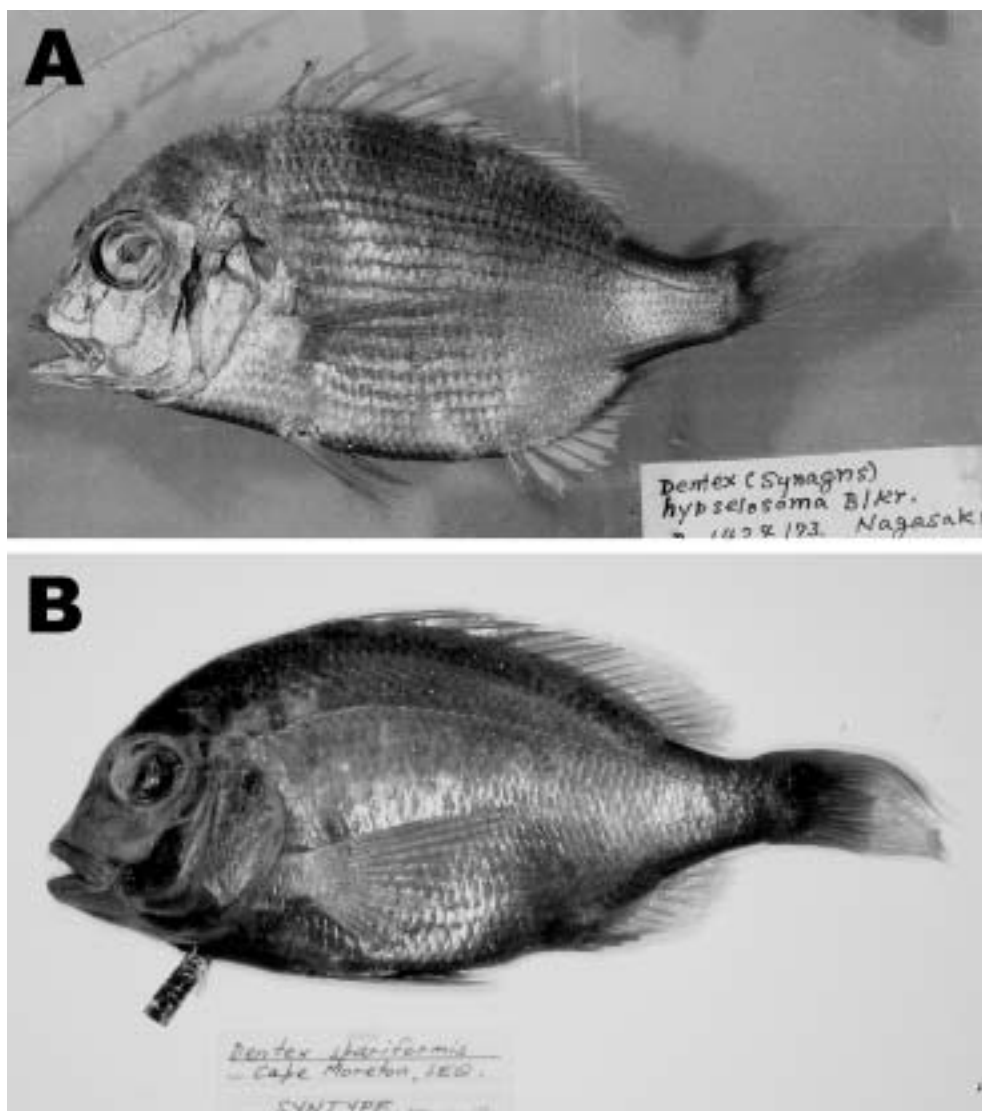 A
Dentex (Synagris)
hypselosoma Blkr.
Nagasaki
B
Dentex spariformis
Cape Moreton, SEQ.
SYNTYPE